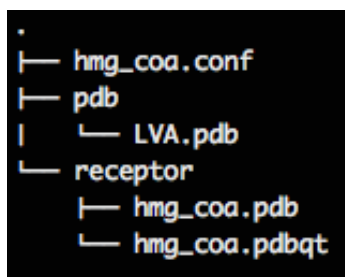 .
├── hmg_coa.conf
├── pdb
|   └── LVA.pdb
└── receptor
    ├── hmg_coa.pdb
    └── hmg_coa.pdbqt